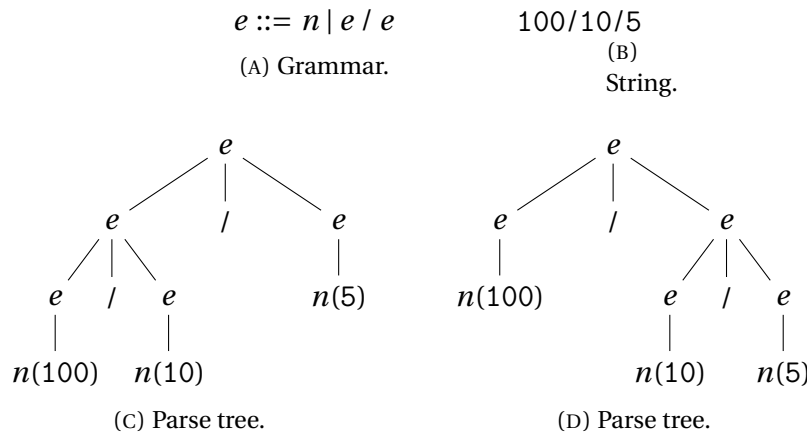 e ::= n | e / e
100/10/5
(A) Grammar.
(B)
String.
e
e
e / e
e / e
e / e
n(5)
n(100)
e / e
n(100) n(10)
n(10) n(5)
(C) Parse tree.
(D) Parse tree.